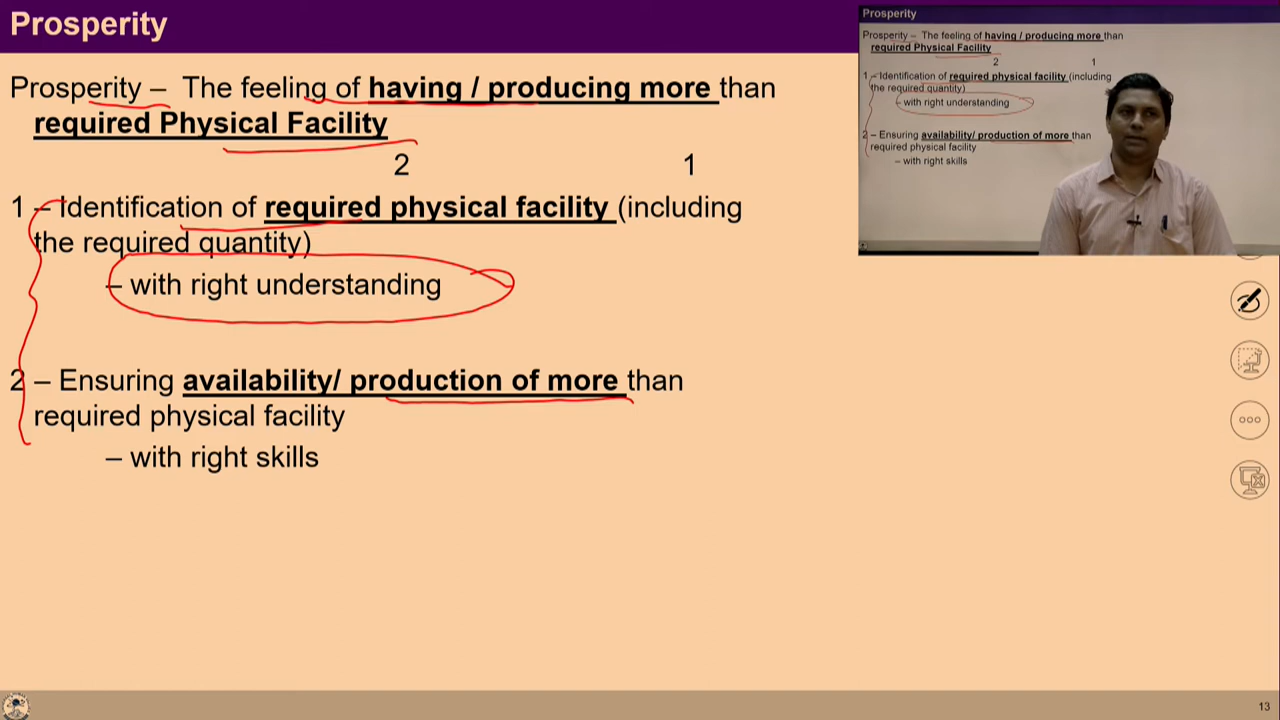 Prosperity
Prosperity – The feeling of having / producing more than
required Physical Facility
2 1
1 – Identification of required physical facility (including
the required quantity)
– with right understanding
2 – Ensuring availability/ production of more than
required physical facility
– with right skills
Prosperity
Prosperity – The feeling of having / producing more than
required Physical Facility
2 1
1 – Identification of required physical facility (including
the required quantity)
– with right understanding
2 – Ensuring availability/ production of more than
required physical facility
– with right skills
13